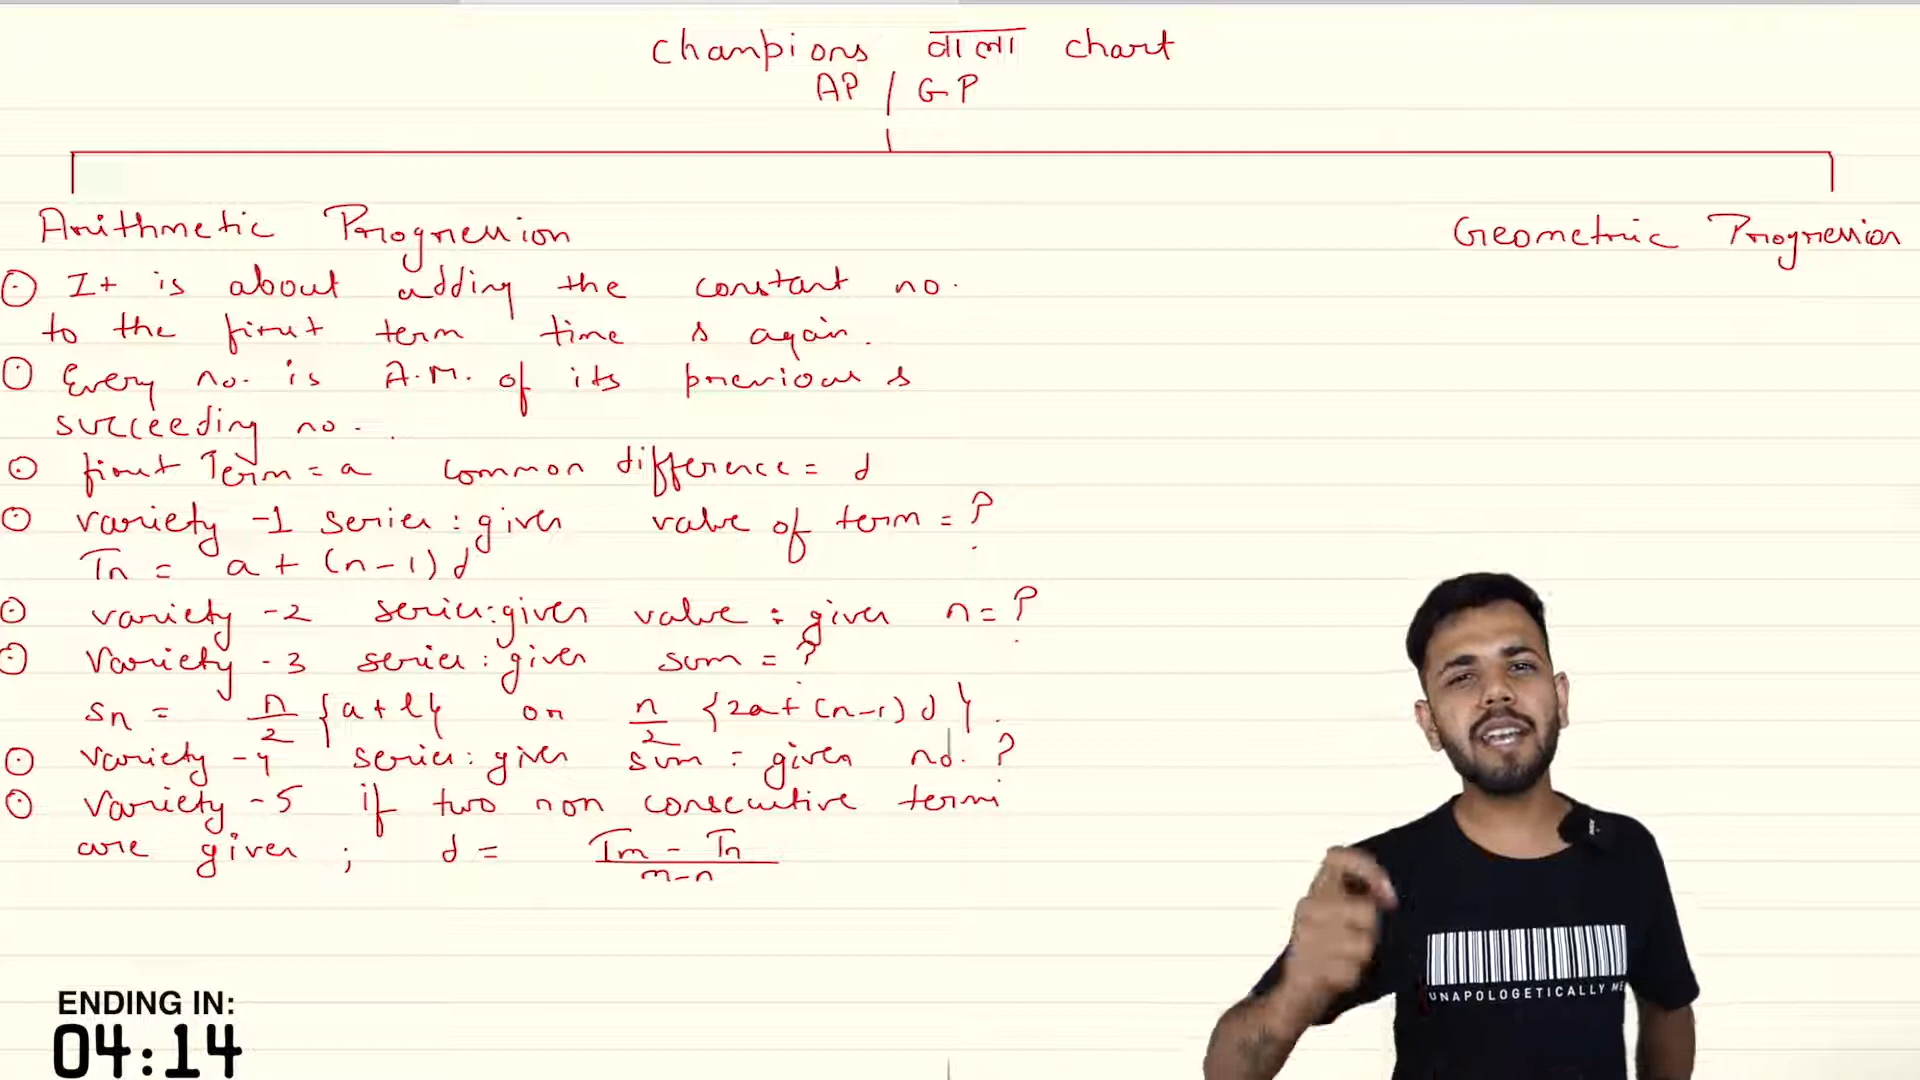 Champions वाला chart
AP / GP
Arithmetic Progression
Geometric Progression
It is about adding the constant no.
to the first term time & again.
Every no. is A.M. of its previous &
succeeding no.
first Term = a common difference = d
variety -1 series : given value of term = ?
Tn = a + (n-1)d
variety -2 series: given value : given n = ?
variety -3 series : given sum = ?
Sn = n/2 {a + l} or n/2 {2a + (n-1)d}.
variety -4 series : given sum = given no. ?
variety -5 if two non consecutive terms
are given ; d = Tm - Tn / m-n
UNAPOLOGETICALLY ME
ENDING IN:
04:14